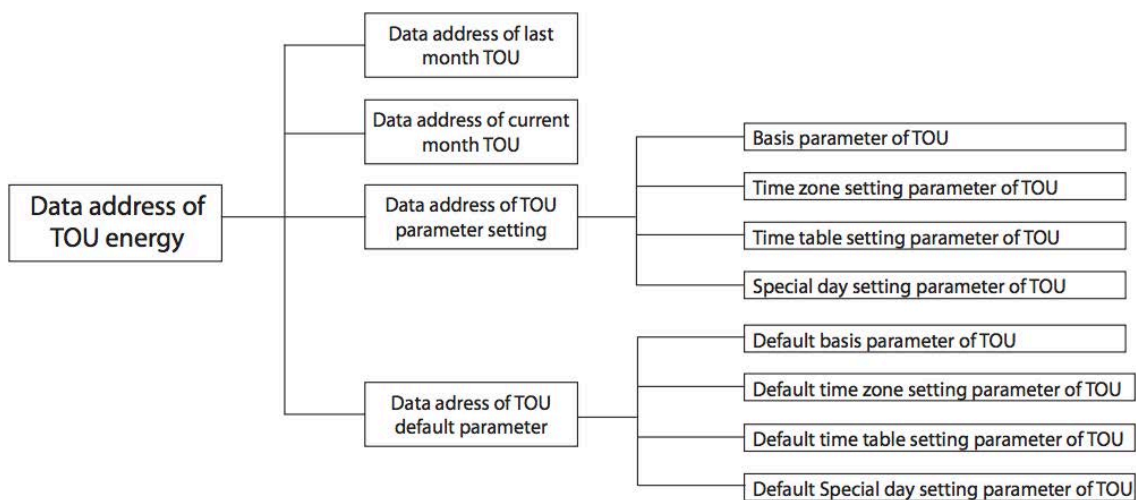 Data address of last
month TOU
Data address of current
month TOU
Basis parameter of TOU
Time zone setting parameter of TOU
Data address of
TOU energy
Data address of TOU
parameter setting
Time table setting parameter of TOU
Special day setting parameter of TOU
Default basis parameter of TOU
Default time zone setting parameter of TOU
Data adress of TOU
default parameter
Default time table setting parameter of TOU
Default Special day setting parameter of TOU